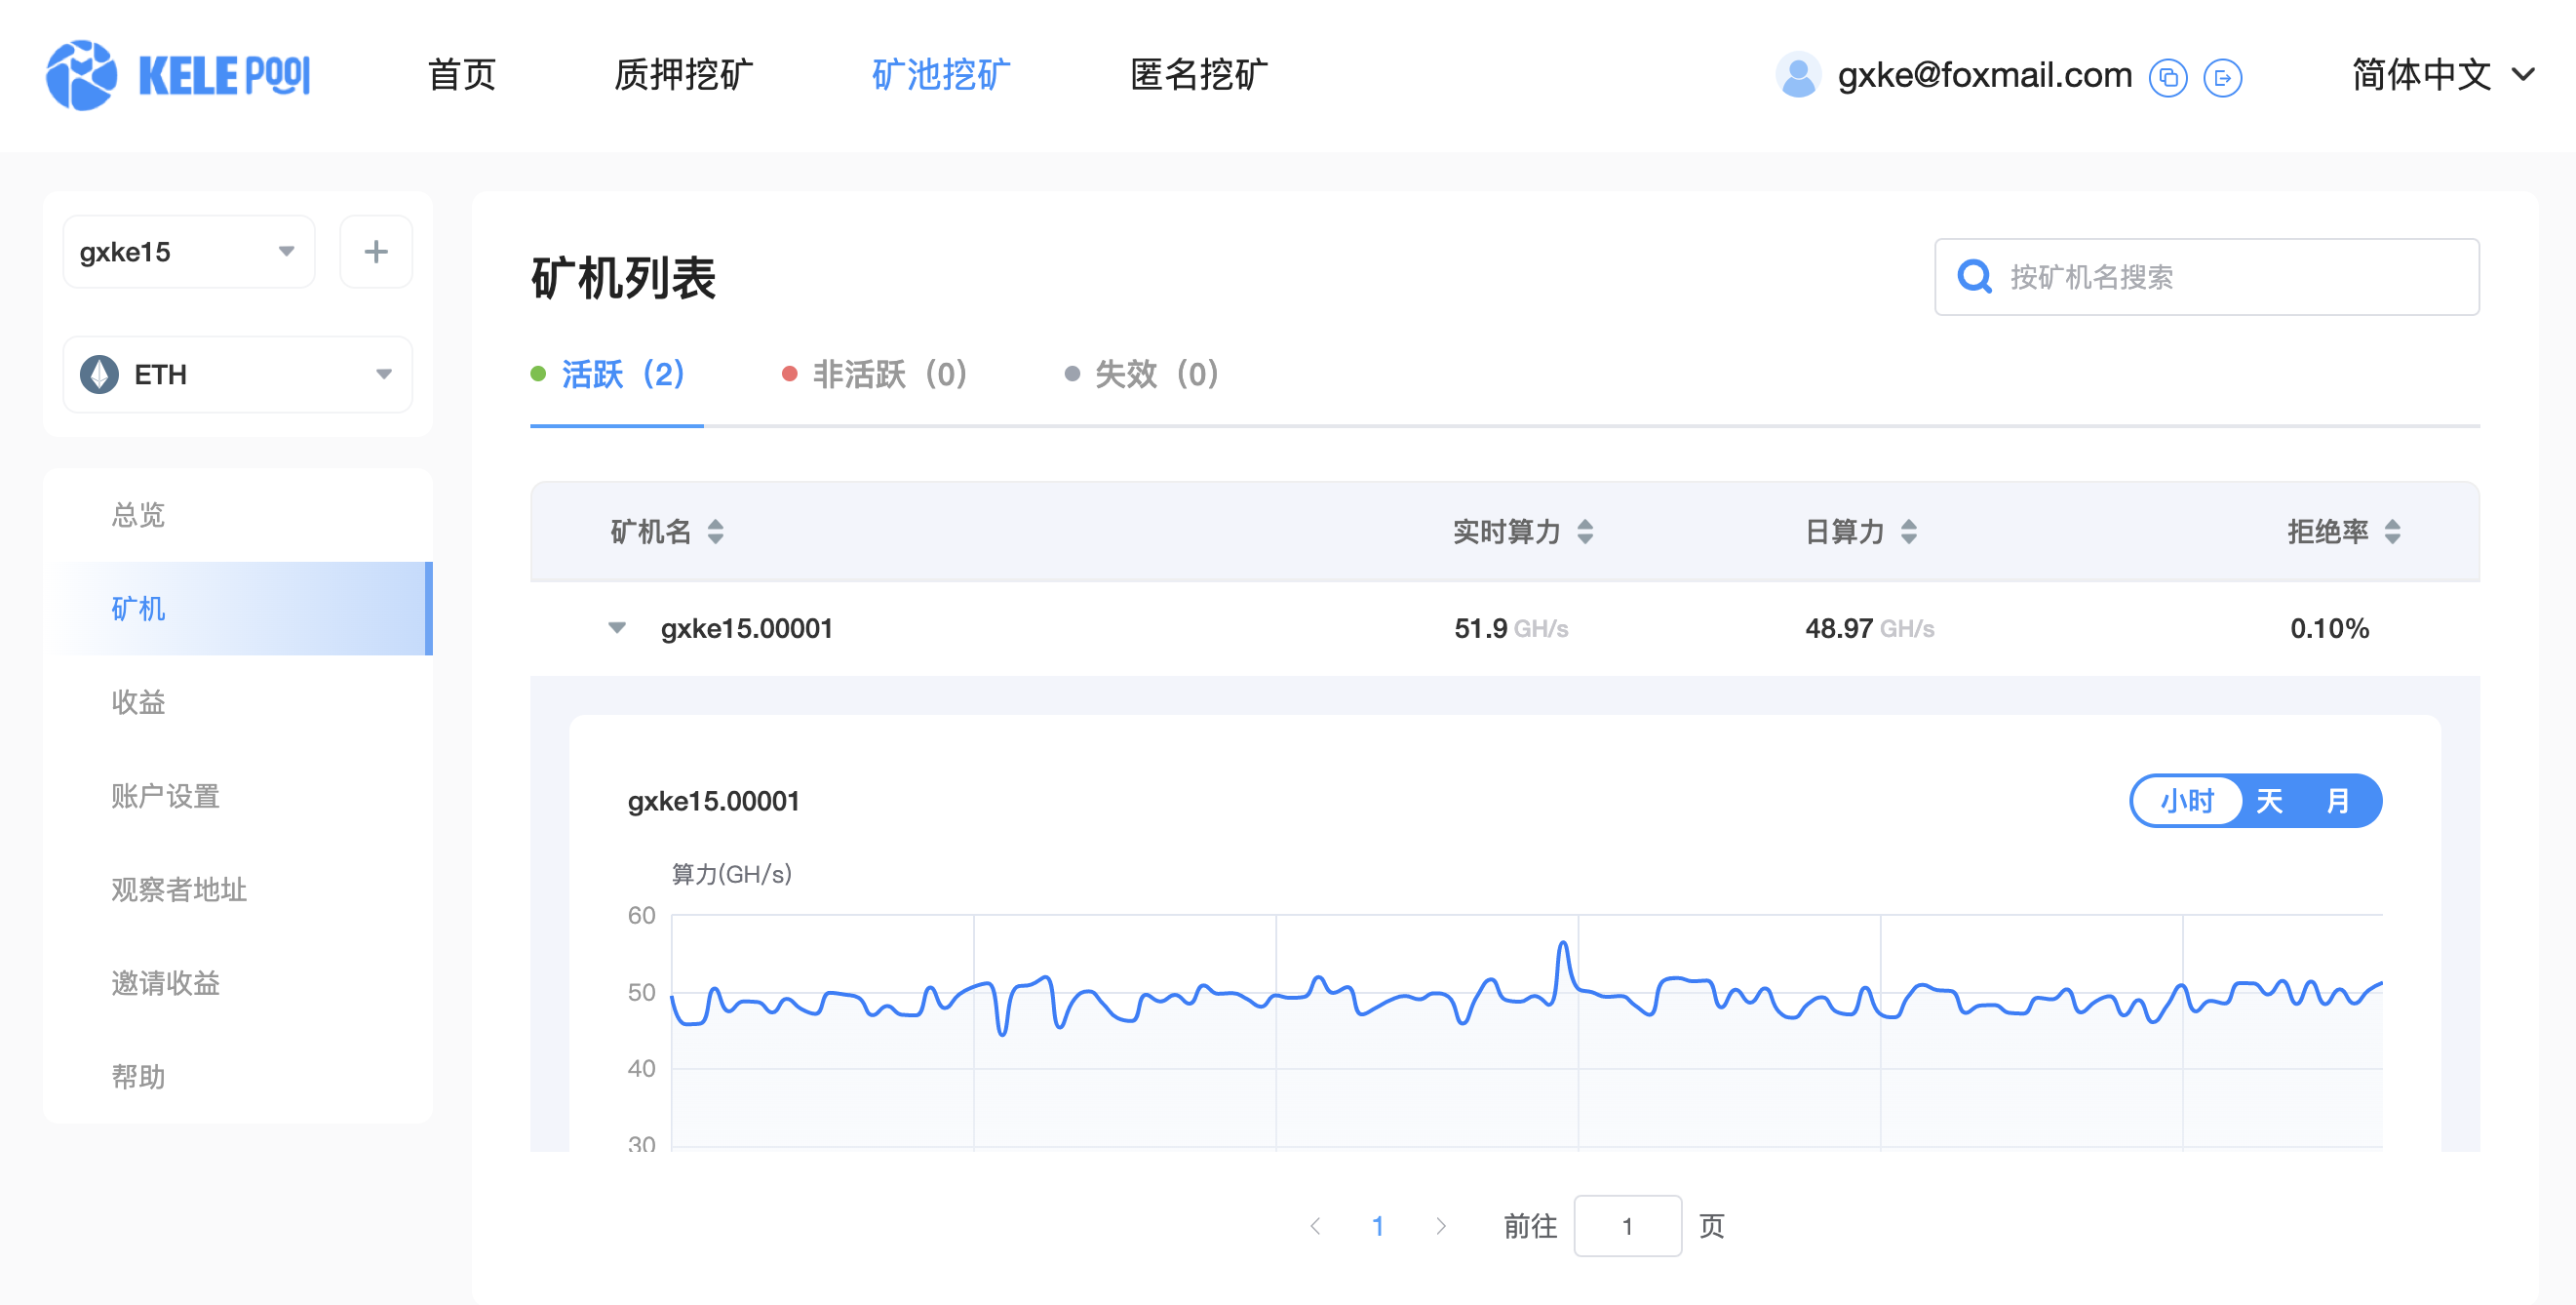 KELE POOL 首页 质押挖矿 矿池挖矿 匿名挖矿 gxke@foxmail.com 简体中文
gxke15 +
ETH
总览
矿机
收益
账户设置
观察者地址
邀请收益
帮助
矿机列表 按矿机名搜索
活跃（2） 非活跃（0） 失效（0）
矿机名 实时算力 日算力 拒绝率
gxke15.00001 51.9 GH/s 48.97 GH/s 0.10%
gxke15.00001 小时 天 月
算力(GH/s)
60
50
40
30
1 前往 1 页